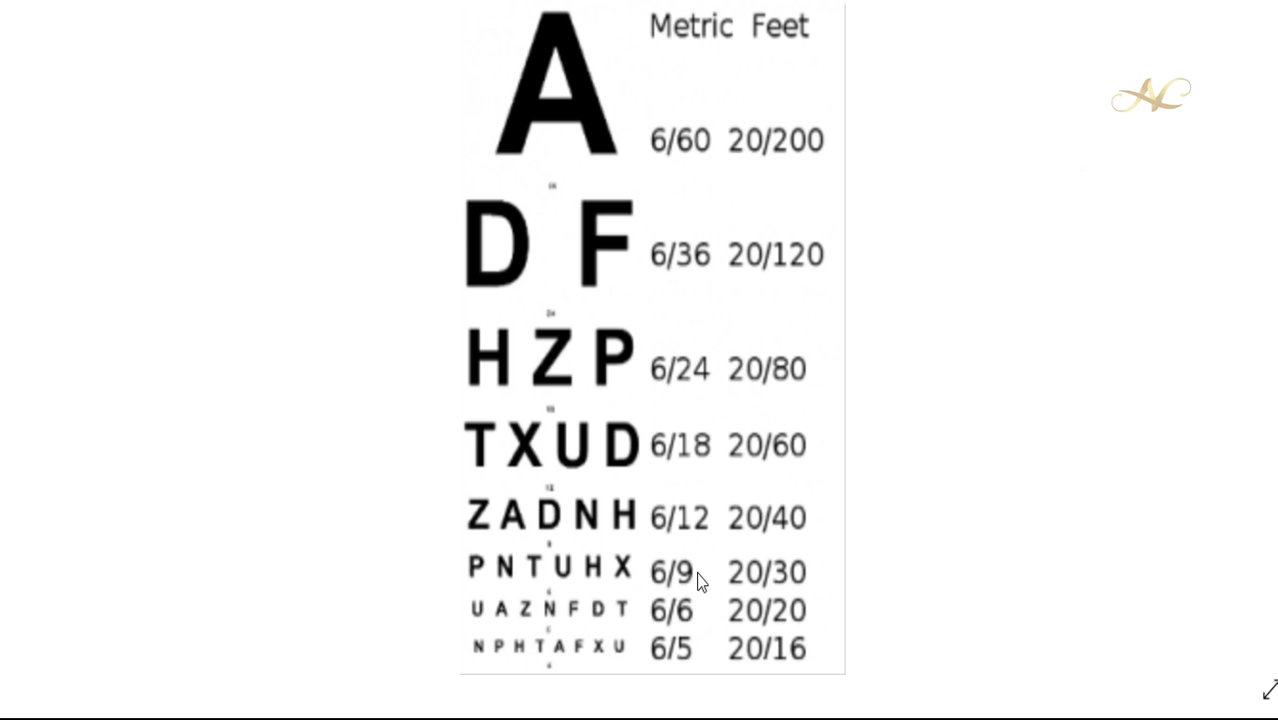 Metric Feet
A 6/60 20/200
D F 6/36 20/120
H Z P 6/24 20/80
T X U D 6/18 20/60
Z A D N H 6/12 20/40
P N T U H X 6/9 20/30
U A Z N F D T 6/6 20/20
N P H T A F X U 6/5 20/16